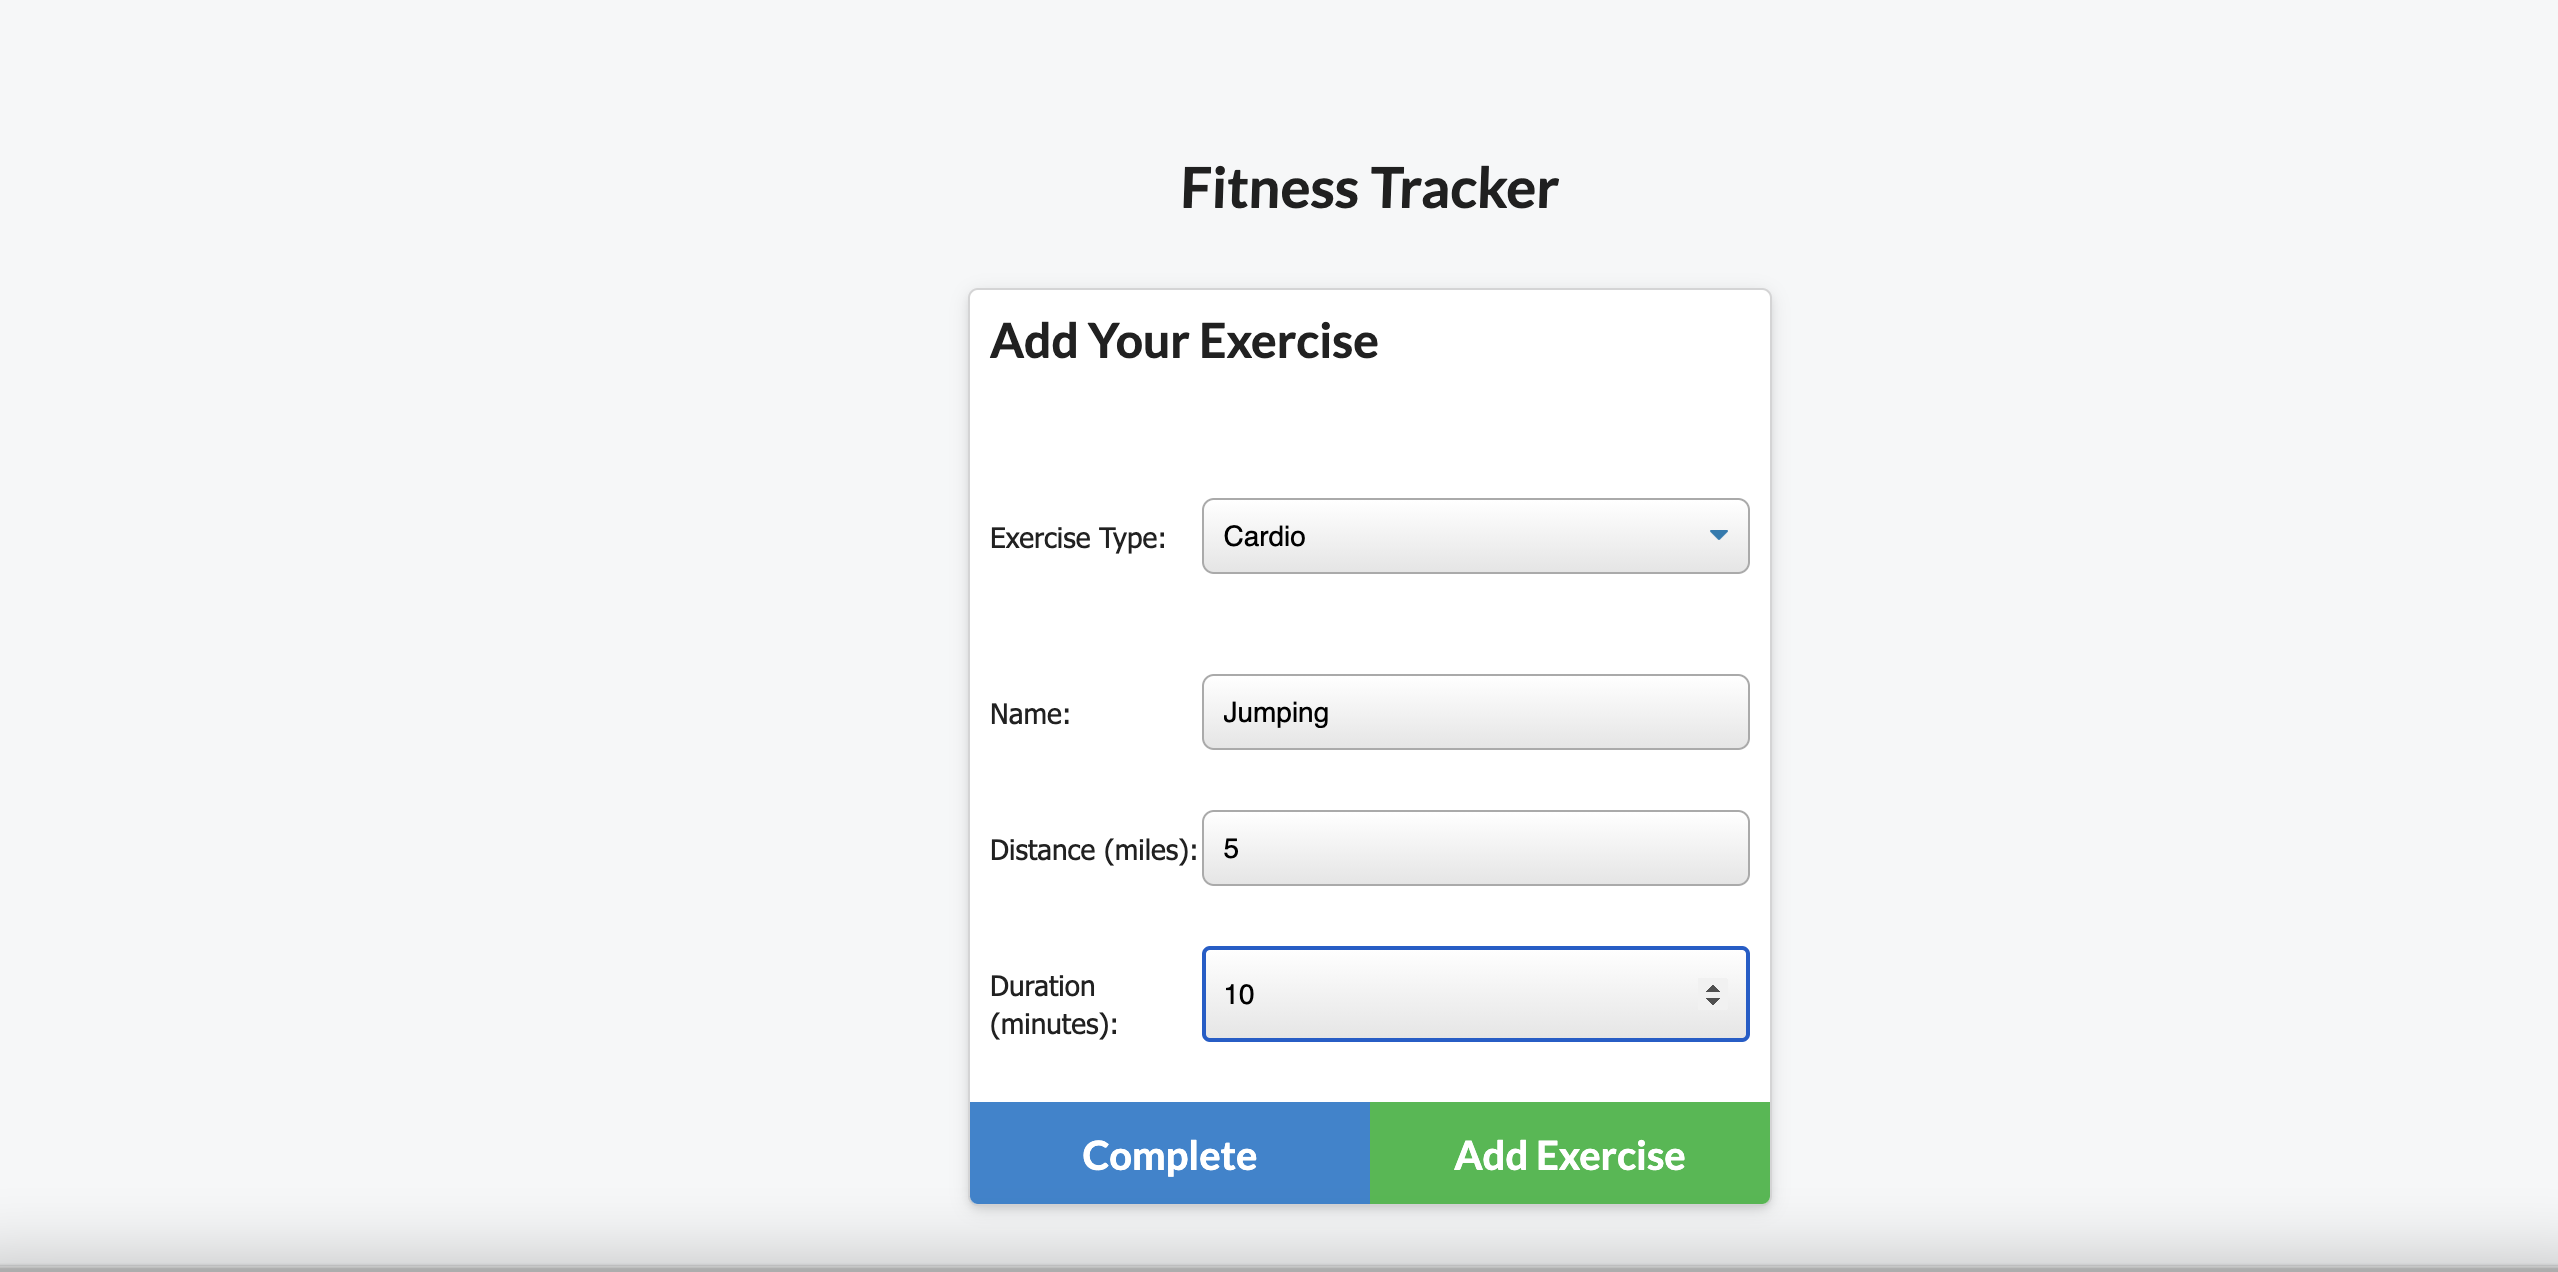 Fitness Tracker
Add Your Exercise
Exercise Type: Cardio
Name: Jumping
Distance (miles): 5
Duration
(minutes): 10
Complete Add Exercise